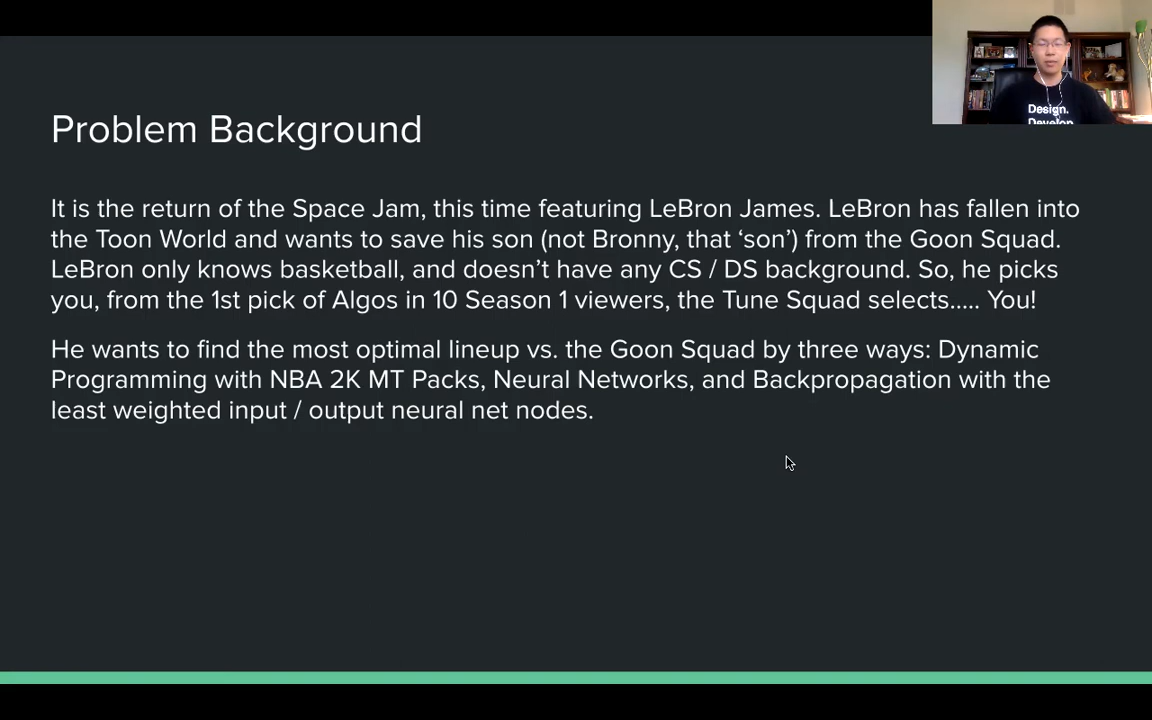 Problem Background
It is the return of the Space Jam, this time featuring LeBron James. LeBron has fallen into
the Toon World and wants to save his son (not Bronny, that ‘son’) from the Goon Squad.
LeBron only knows basketball, and doesn’t have any CS / DS background. So, he picks
you, from the 1st pick of Algos in 10 Season 1 viewers, the Tune Squad selects..... You!
He wants to find the most optimal lineup vs. the Goon Squad by three ways: Dynamic
Programming with NBA 2K MT Packs, Neural Networks, and Backpropagation with the
least weighted input / output neural net nodes.
Design.
Develop